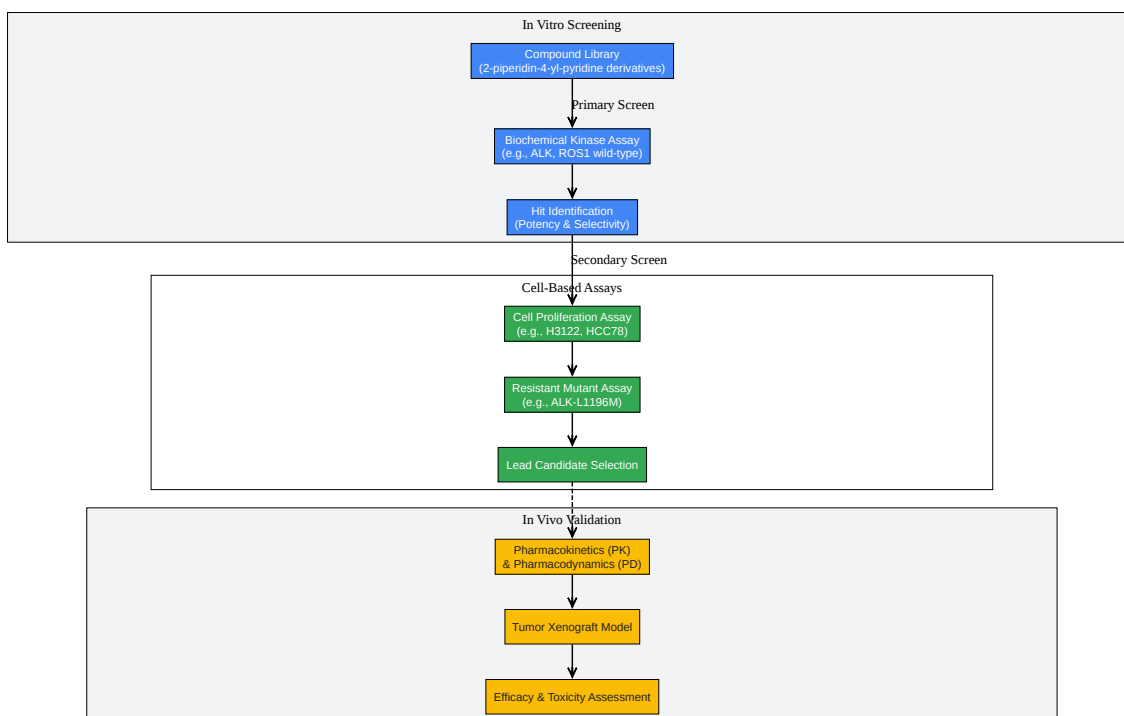 In Vitro Screening
Compound Library
(2-piperidin-4-yl-pyridine derivatives)
Primary Screen
Biochemical Kinase Assay
(e.g., ALK, ROS1 wild-type)
Hit Identification
(Potency & Selectivity)
Secondary Screen
Cell-Based Assays
Cell Proliferation Assay
(e.g., H3122, HCC78)
Resistant Mutant Assay
(e.g., ALK-L1196M)
Lead Candidate Selection
In Vivo Validation
Pharmacokinetics (PK)
& Pharmacodynamics (PD)
Tumor Xenograft Model
Efficacy & Toxicity Assessment